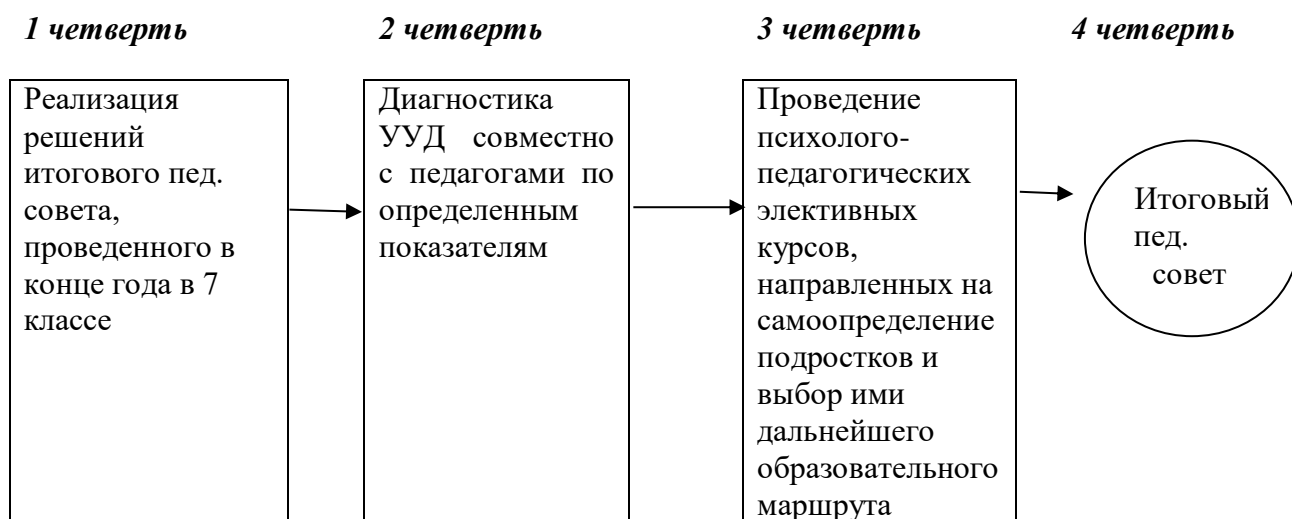 1 четверть
2 четверть
3 четверть
4 четверть
Реализация
решений
итогового пед.
совета,
проведенного в
конце года в 7
классе
Диагностика
УУД совместно
с педагогами по
определенным
показателям
Проведение
психолого-
педагогических
элективных
курсов,
направленных на
самоопределение
подростков и
выбор ими
дальнейшего
образовательного
маршрута
Итоговый
пед.
совет